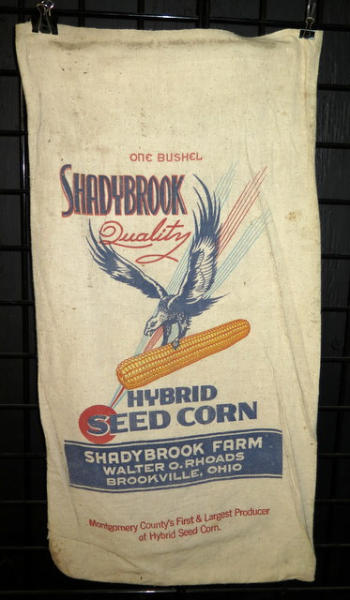 ONE BUSHEL
SHADYBROOK
Quality
HYBRID
SEED CORN
SHADYBROOK FARM
WALTER O. RHOADS
BROOKVILLE, OHIO
Montgomery County's First & Largest Producer
of Hybrid Seed Corn.